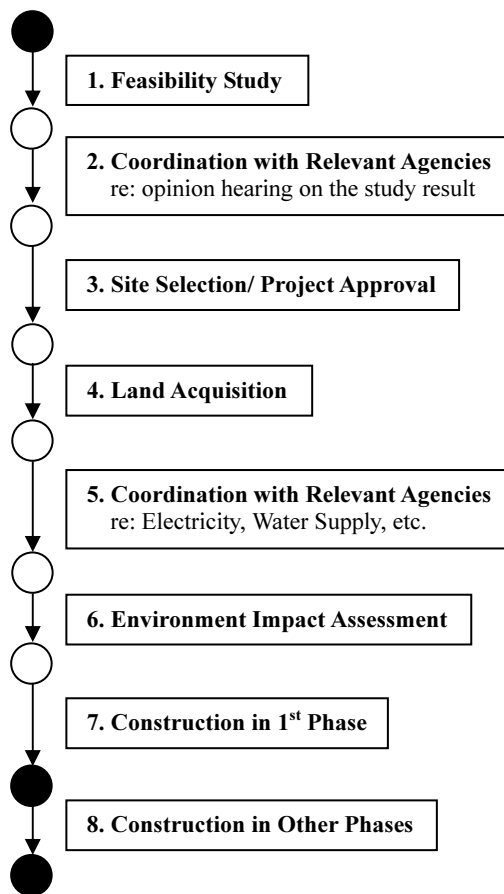 1. Feasibility Study
2. Coordination with Relevant Agencies
re: opinion hearing on the study result
3. Site Selection/ Project Approval
4. Land Acquisition
5. Coordination with Relevant Agencies
re: Electricity, Water Supply, etc.
6. Environment Impact Assessment
7. Construction in 1st Phase
8. Construction in Other Phases